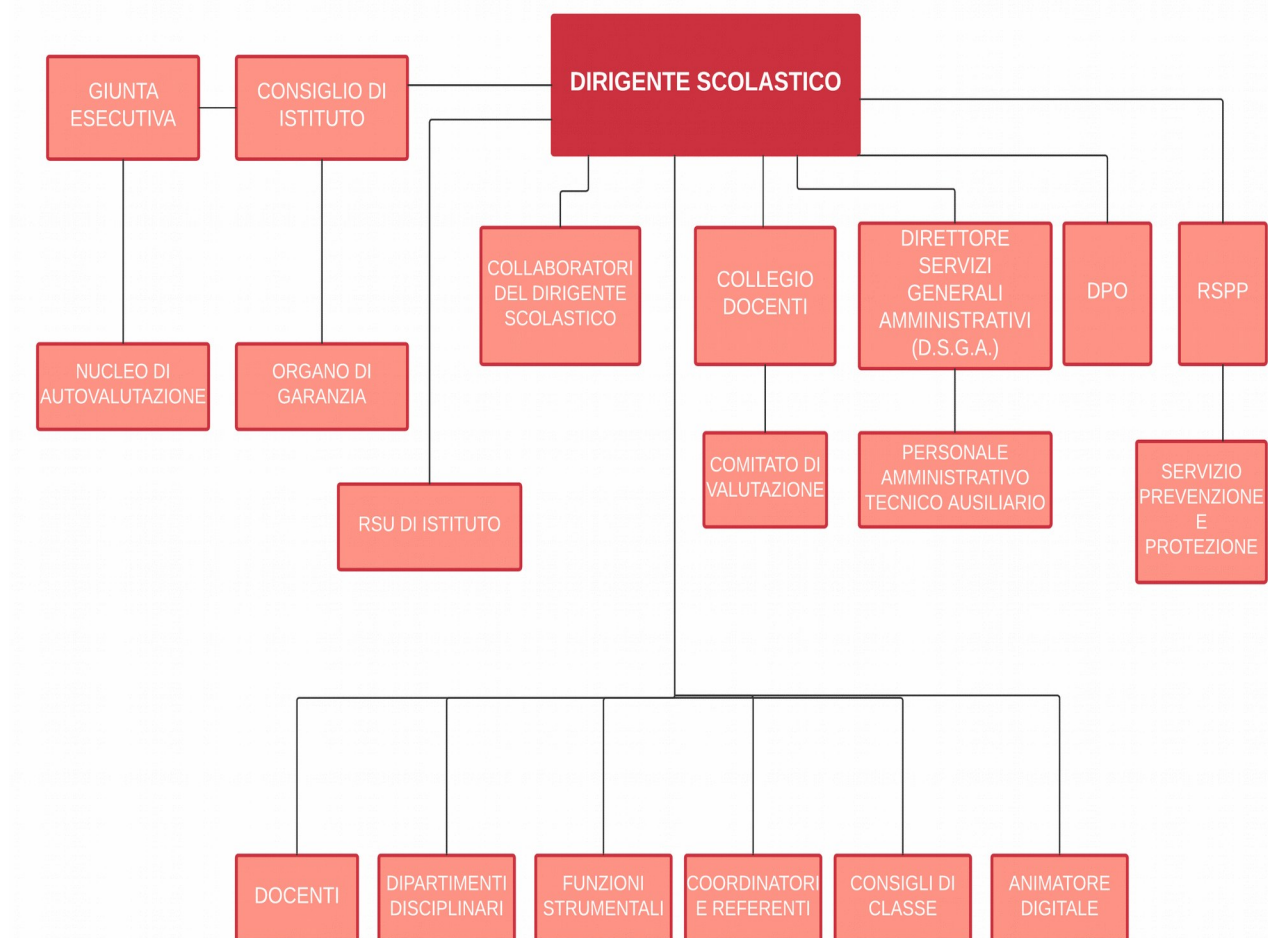 DIRIGENTE SCOLASTICO
GIUNTA
ESECUTIVA
CONSIGLIO DI
ISTITUTO
COLLABORATORI
DEL DIRIGENTE
SCOLASTICO
COLLEGIO
DOCENTI
DIRETTORE
SERVIZI
GENERALI
AMMINISTRATIVI
(D.S.G.A.)
DPO
RSPP
NUCLEO DI
AUTOVALUTAZIONE
ORGANO DI
GARANZIA
RSU DI ISTITUTO
COMITATO DI
VALUTAZIONE
PERSONALE
AMMINISTRATIVO
TECNICO AUSILIARIO
SERVIZIO
PREVENZIONE
E
PROTEZIONE
DOCENTI
DIPARTIMENTI
DISCIPLINARI
FUNZIONI
STRUMENTALI
COORDINATORI
E REFERENTI
CONSIGLI DI
CLASSE
ANIMATORE
DIGITALE